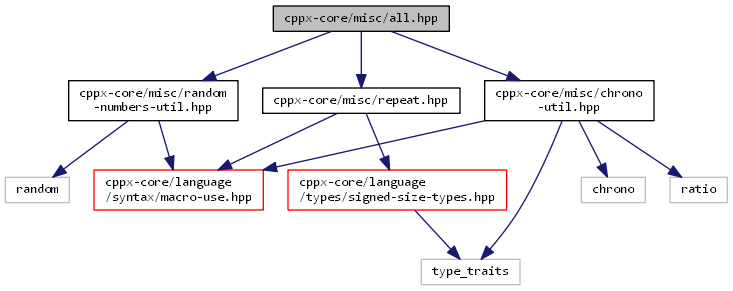 cppx-core/misc/all.hpp
cppx-core/misc/random
-numbers-util.hpp
cppx-core/misc/repeat.hpp
cppx-core/misc/chrono
-util.hpp
random
cppx-core/language
/syntax/macro-use.hpp
cppx-core/language
/types/signed-size-types.hpp
chrono
ratio
type_traits